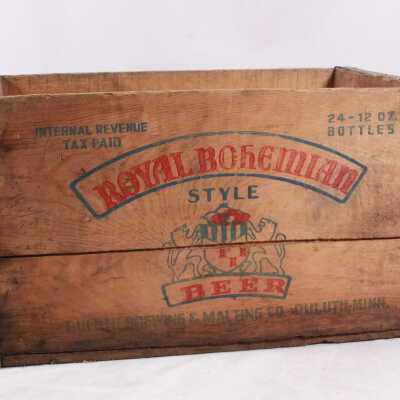 INTERNAL REVENUE
TAX PAID
24-12 OZ.
BOTTLES
ROYAL BOHEMIAN
STYLE
BEER
DULUTH BREWING & MALTING CO. DULUTH, MINN.